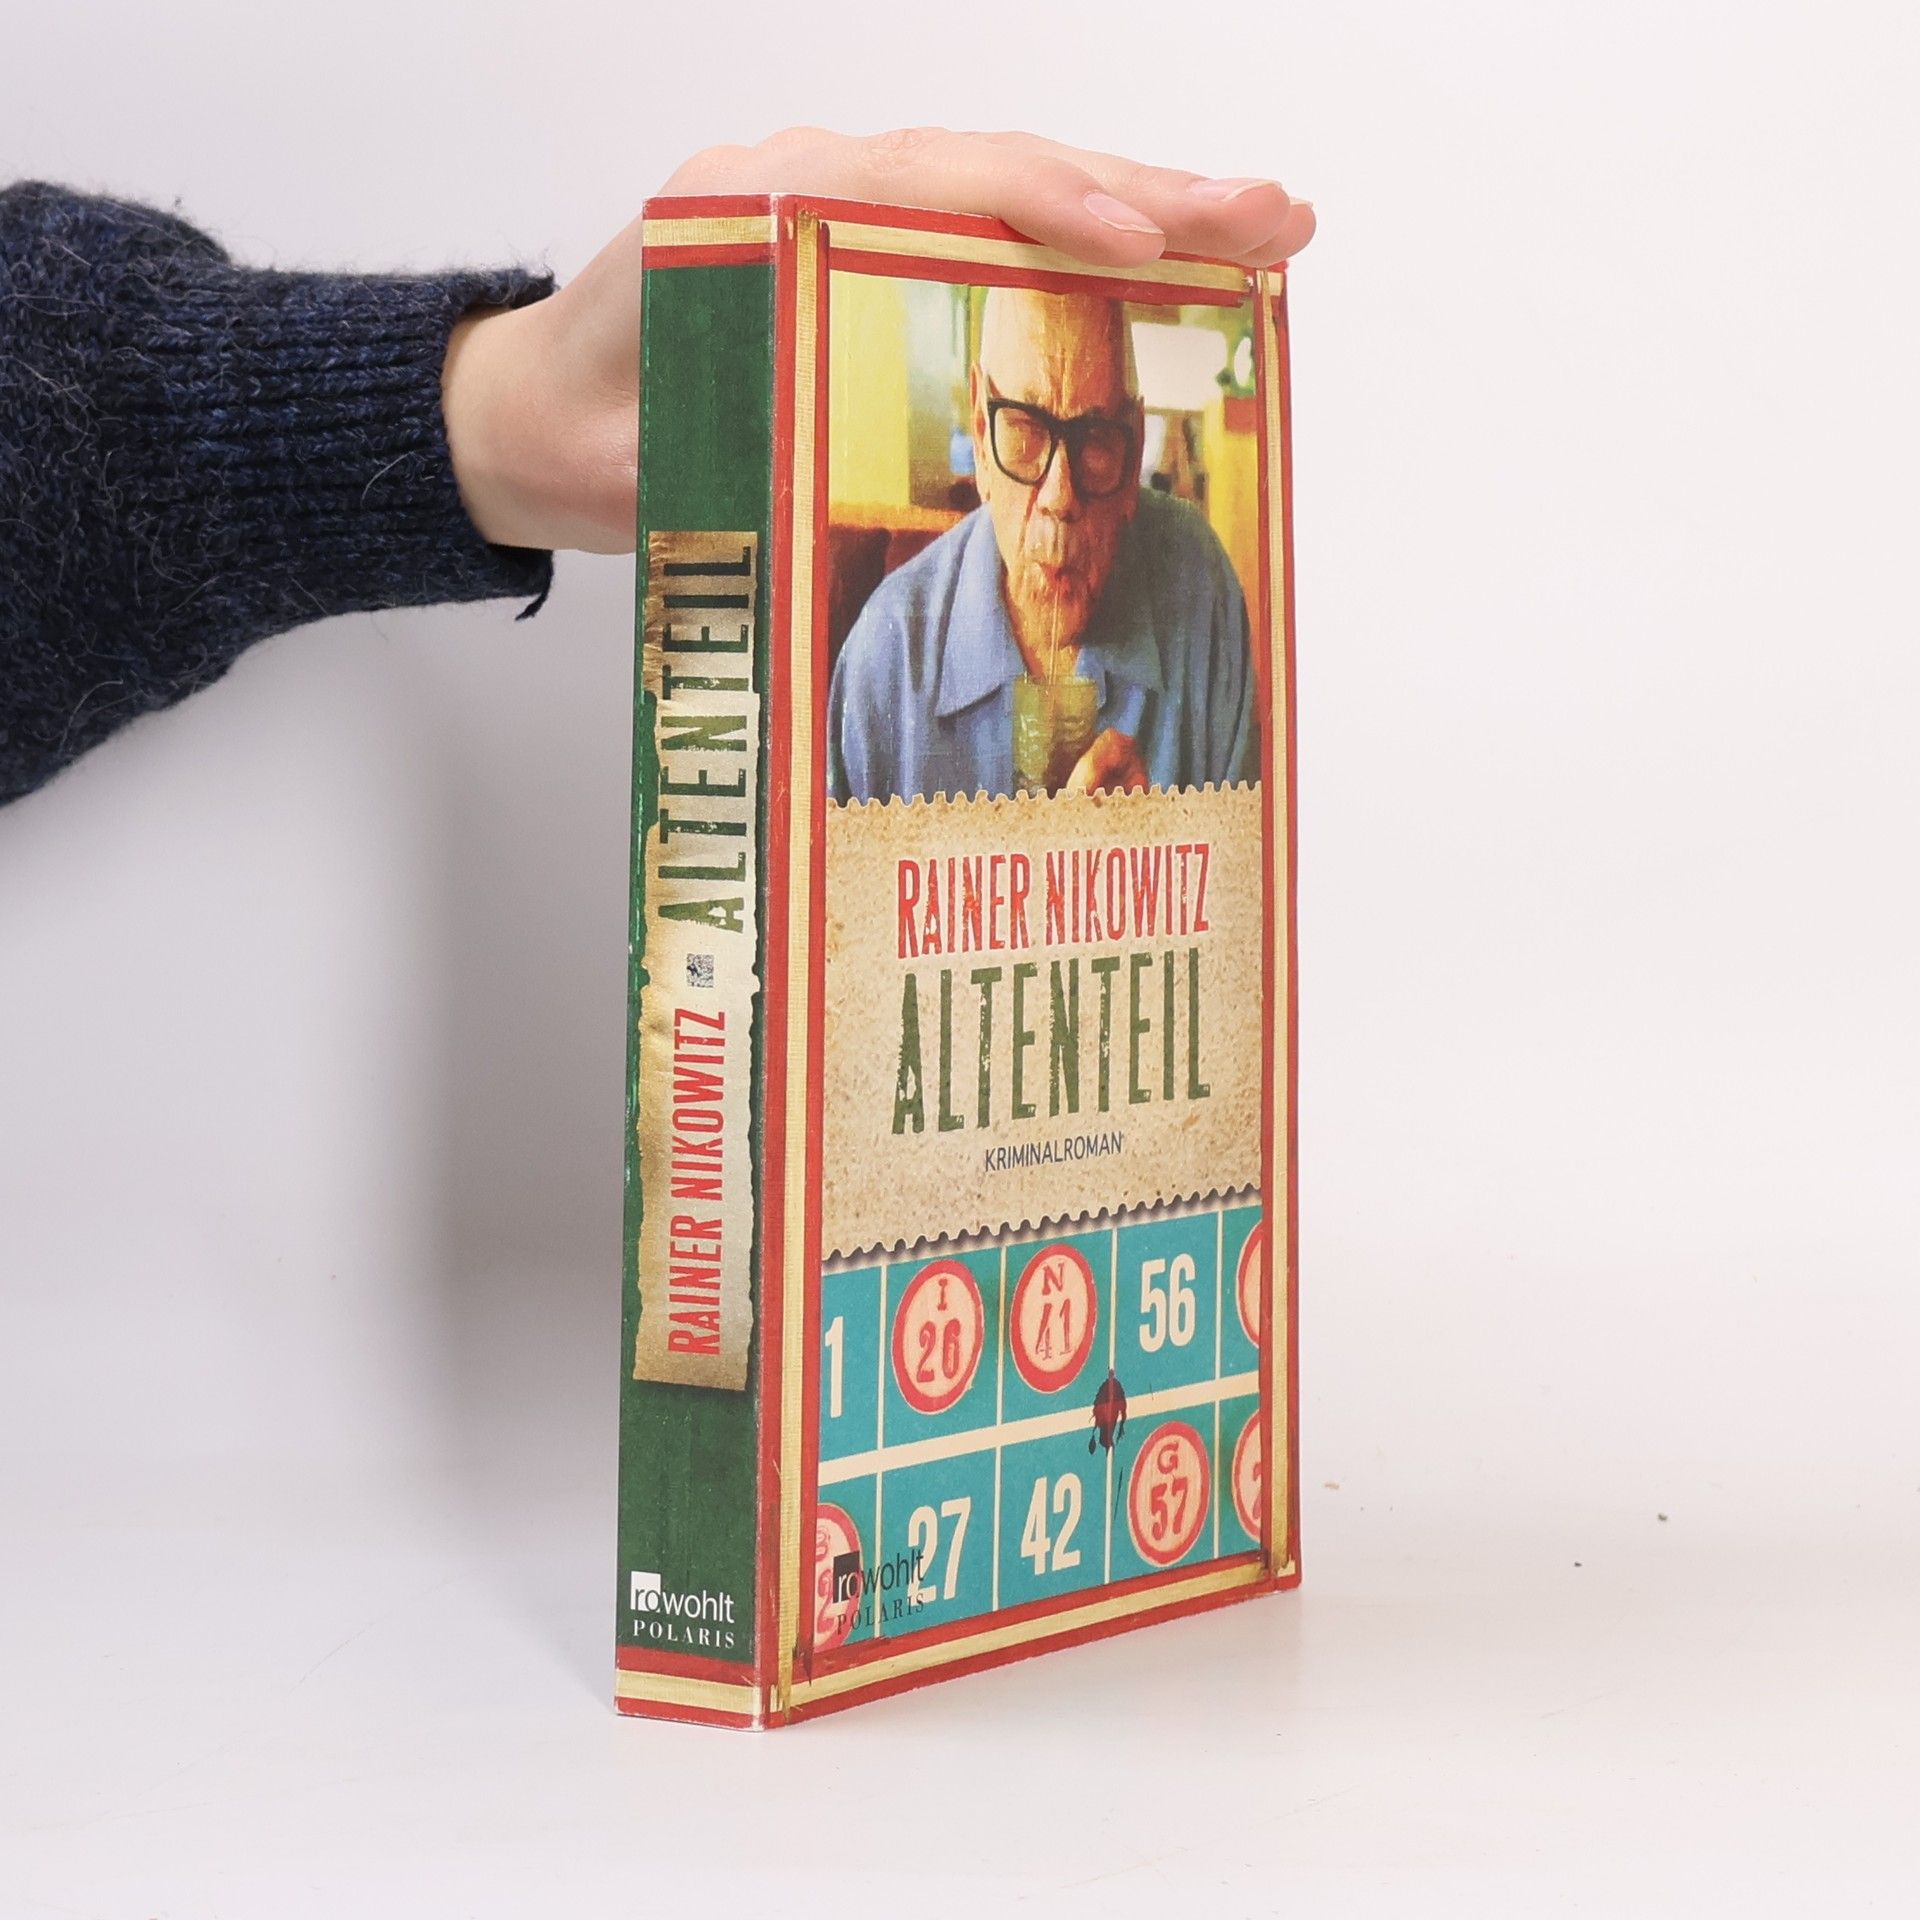 ALTENTEIL
RAINER NIKOWITZ
rowohlt
POLARIS
RAINER NIKOWITZ
ALTENTEIL
KRIMINALROMAN
1 I 26 N 41 56
27 42 G 57
rowohlt
POLARIS